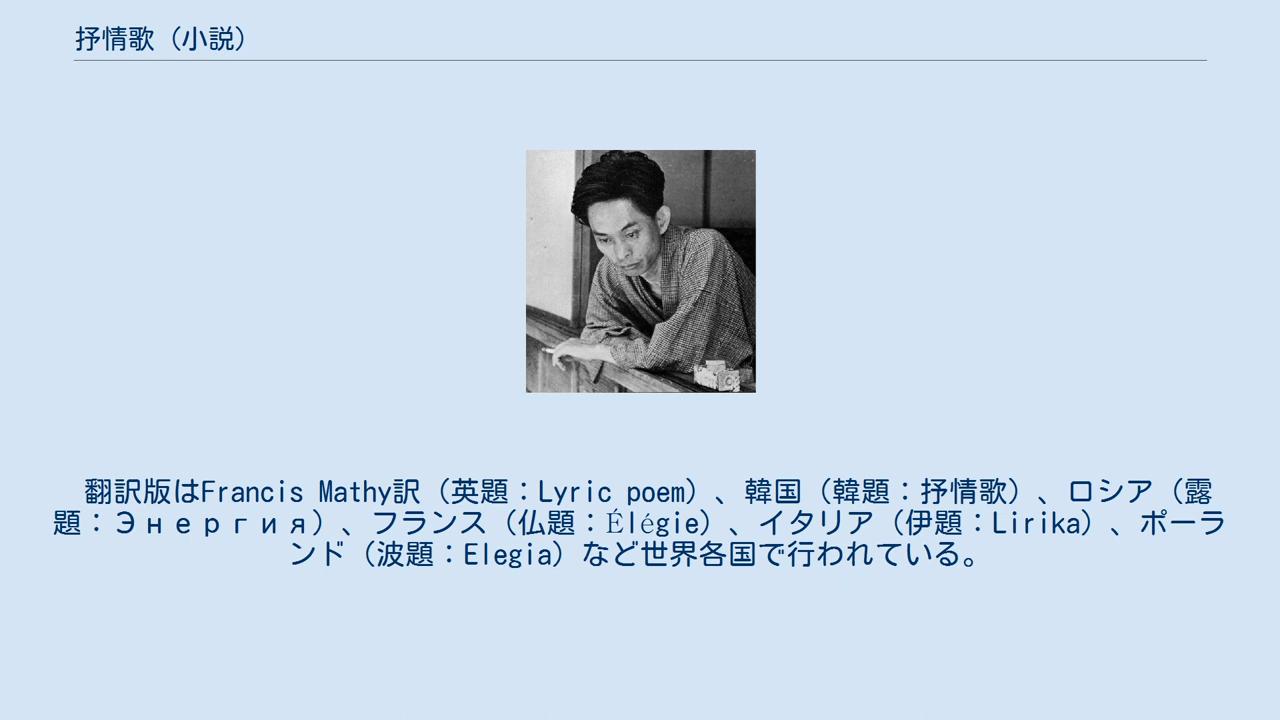 抒情歌（小説）
翻訳版はFrancis Mathy訳（英題：Lyric poem）、韓国（韓題：抒情歌）、ロシア（露
題：Энергия）、フランス（仏題：Élégie）、イタリア（伊題：Lirika）、ポーラ
ンド（波題：Elegia）など世界各国で行われている。